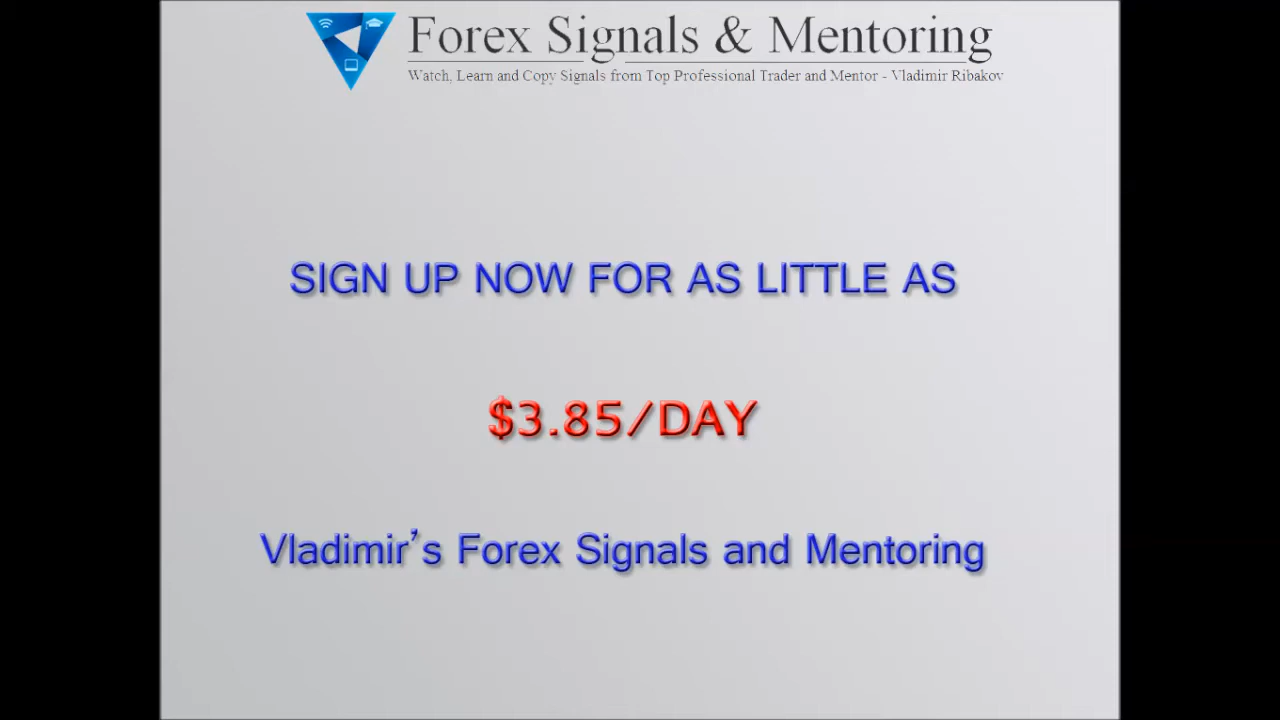 Forex Signals & Mentoring
Watch, Learn and Copy Signals from Top Professional Trader and Mentor - Vladimir Ribakov
SIGN UP NOW FOR AS LITTLE AS
$3.85/DAY
Vladimir's Forex Signals and Mentoring